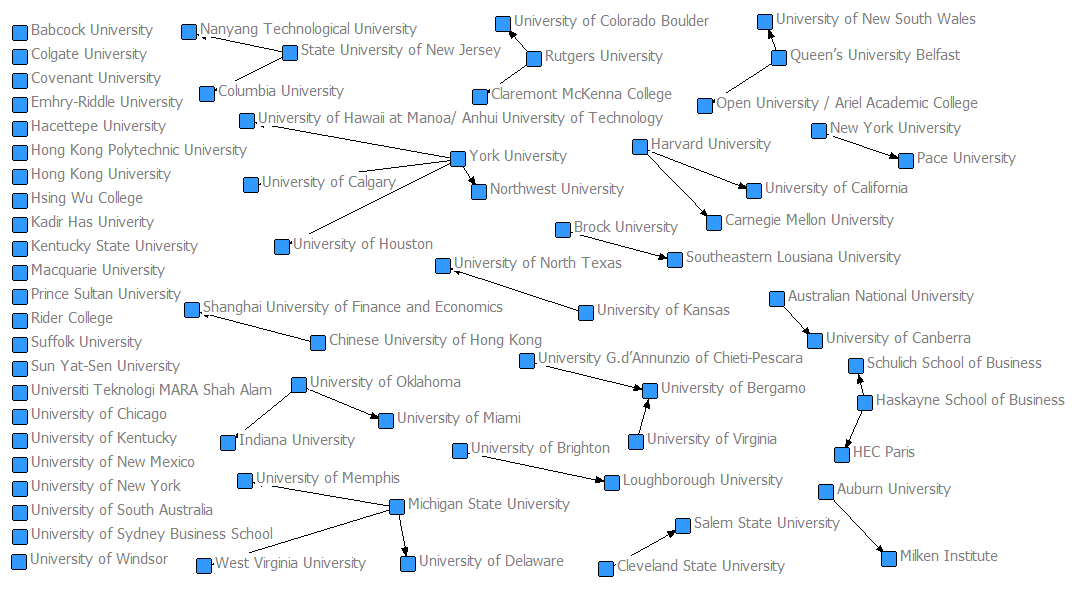 Babcock University
Colgate University
Covenant University
Emhry-Riddle University
Hacettepe University
Hong Kong Polytechnic University
Hong Kong University
Hsing Wu College
Kadir Has Univerity
Kentucky State University
Macquarie University
Prince Sultan University
Rider College
Suffolk University
Sun Yat-Sen University
Universiti Teknologi MARA Shah Alam
University of Chicago
University of Kentucky
University of New Mexico
University of New York
University of South Australia
University of Sydney Business School
University of Windsor
Nanyang Technological University
State University of New Jersey
Columbia University
University of Colorado Boulder
Rutgers University
Claremont McKenna College
University of New South Wales
Queen's University Belfast
Open University / Ariel Academic College
University of Hawaii at Manoa/ Anhui University of Technology
York University
University of Calgary
Northwest University
University of Houston
Harvard University
University of California
Carnegie Mellon University
New York University
Pace University
Brock University
Southeastern Lousiana University
University of North Texas
University of Kansas
Shanghai University of Finance and Economics
Chinese University of Hong Kong
Australian National University
University of Canberra
University G.d'Annunzio of Chieti-Pescara
University of Bergamo
University of Virginia
Schulich School of Business
Haskayne School of Business
HEC Paris
University of Oklahoma
University of Miami
Indiana University
University of Brighton
Loughborough University
University of Memphis
Michigan State University
West Virginia University
University of Delaware
Salem State University
Cleveland State University
Auburn University
Milken Institute